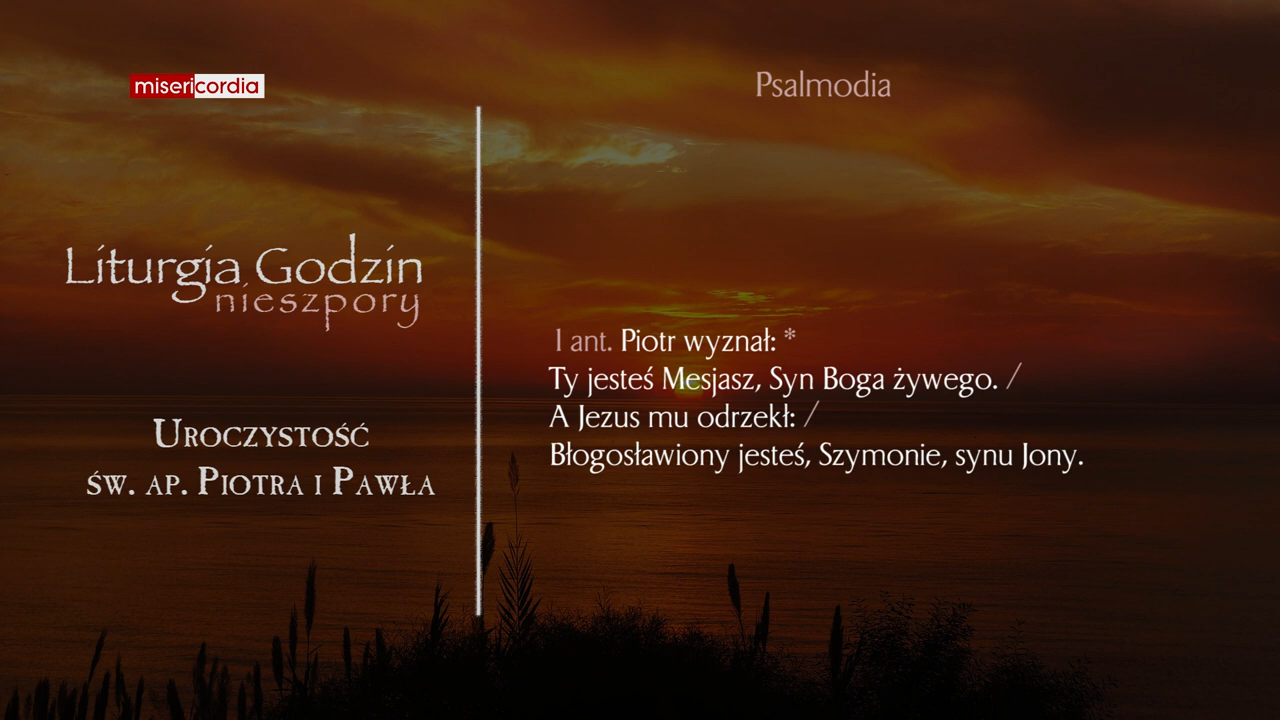 misericordia
Psalmodia
Liturgia Godzin
nieszpory
Uroczystość
św. ap. Piotra i Pawła
I ant. Piotr wyznał: *
Ty jesteś Mesjasz, Syn Boga żywego. /
A Jezus mu odrzekł: /
Błogosławiony jesteś, Szymonie, synu Jony.